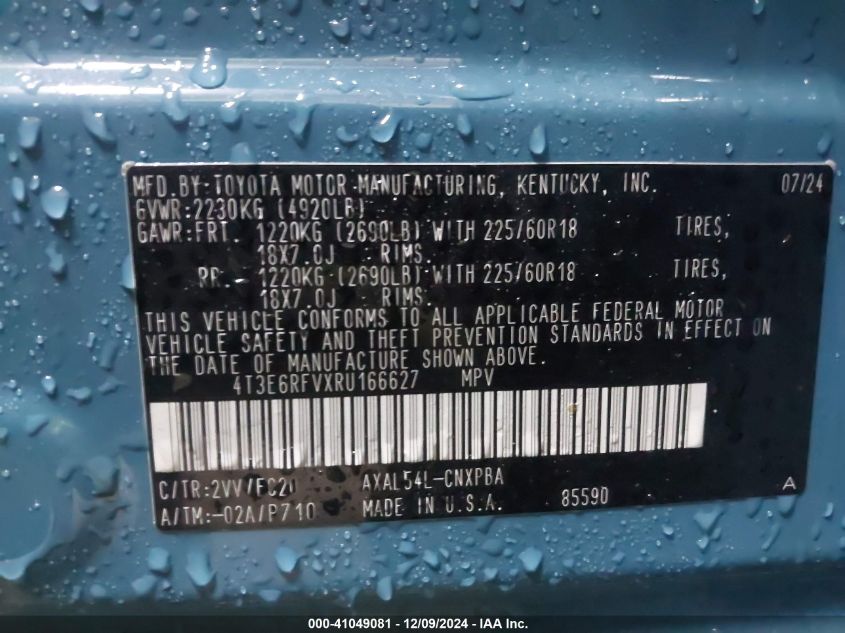 MFD.BY:TOYOTA MOTOR MANUFACTURING, KENTUCKY, INC. 07/24
GVWR:2230KG (4920LB)
GAWR:FRT. 1220KG (2690LB) WITH 225/60R18 TIRES,
18X7.0J RIMS.
RR. 1220KG (2690LB) WITH 225/60R18 TIRES,
18X7.0J RIMS.
THIS VEHICLE CONFORMS TO ALL APPLICABLE FEDERAL MOTOR
VEHICLE SAFETY AND THEFT PREVENTION STANDARDS IN EFFECT ON
THE DATE OF MANUFACTURE SHOWN ABOVE.
4T3E6RFVXRU166627 MPV
C/TR:2VV/FC20 AXAL54L-CNXPBA A
A/TM:-02A/P710 MADE IN U.S.A. 85590
000-41049081 - 12/09/2024 - IAA Inc.